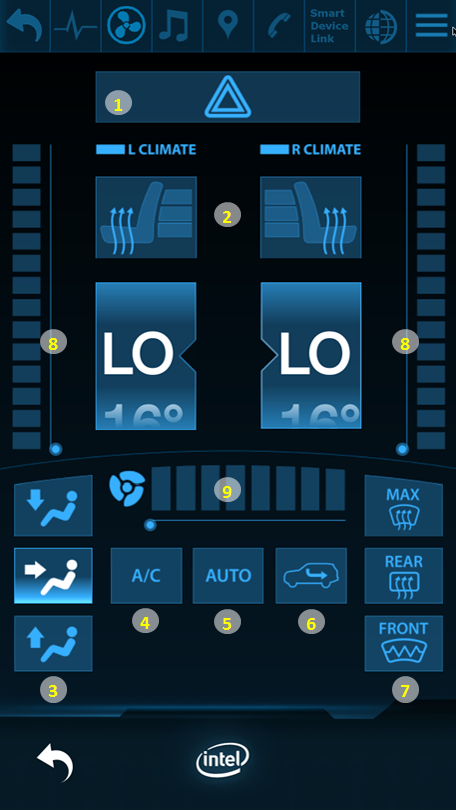 Smart
Device
Link
1
L CLIMATE
R CLIMATE
2
LO
LO
16°
16°
8
8
9
MAX
A/C
AUTO
REAR
4
5
6
FRONT
3
7
intel